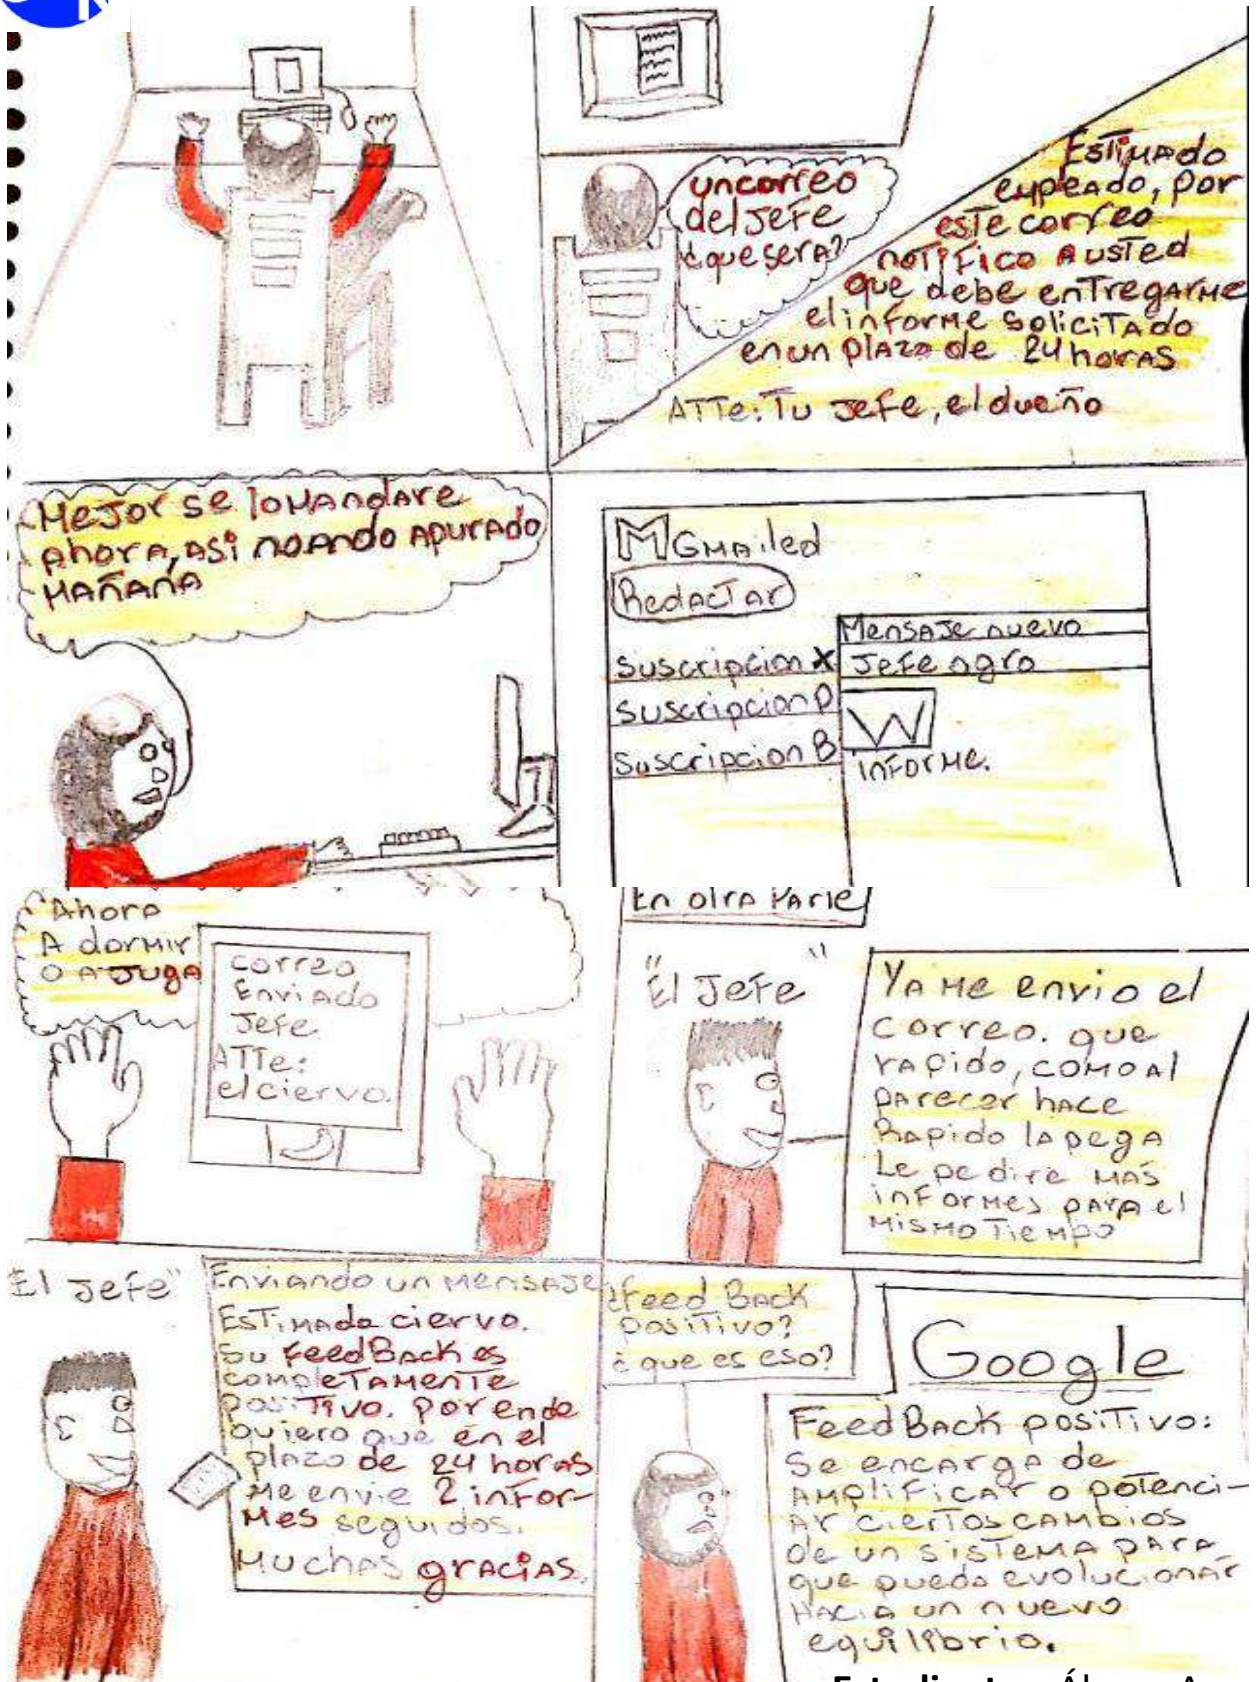 un correo
del Jefe
¿que sera?
Estimado
empleado, por
este correo
notifico a usted
que debe entregarme
el informe solicitado
en un plazo de 24 horas
ATTe: Tu Jefe, el dueño
Mejor se lo mandare
ahora, asi no ando apurado
mañana
M Gmailed
Redactar
Mensaje nuevo
Suscripcion X
Jefe agro
Suscripcion D
W
Suscripcion B
informe.
Ahora
A dormir
O A Juga
correo
Enviado
Jefe
ATTe:
el ciervo.
En otra parte
"El Jefe"
Ya me envio el
correo. que
rapido, como al
parecer hace
Rapido la pega
Le pedire mas
informes para el
mismo tiempo
El Jefe"
Enviando un mensaje
Estimado ciervo.
Su feedback es
completamente
positivo. por ende
quiero que en el
plazo de 24 horas
me envie 2 infor-
mes seguidos.
Muchas gracias.
¿Feed Back
positivo?
¿que es eso?
Google
FeedBack positivo:
Se encarga de
amplificar o potenci-
ar ciertos cambios
de un sistema para
que pueda evolucionar
hacia un nuevo
equilibrio.